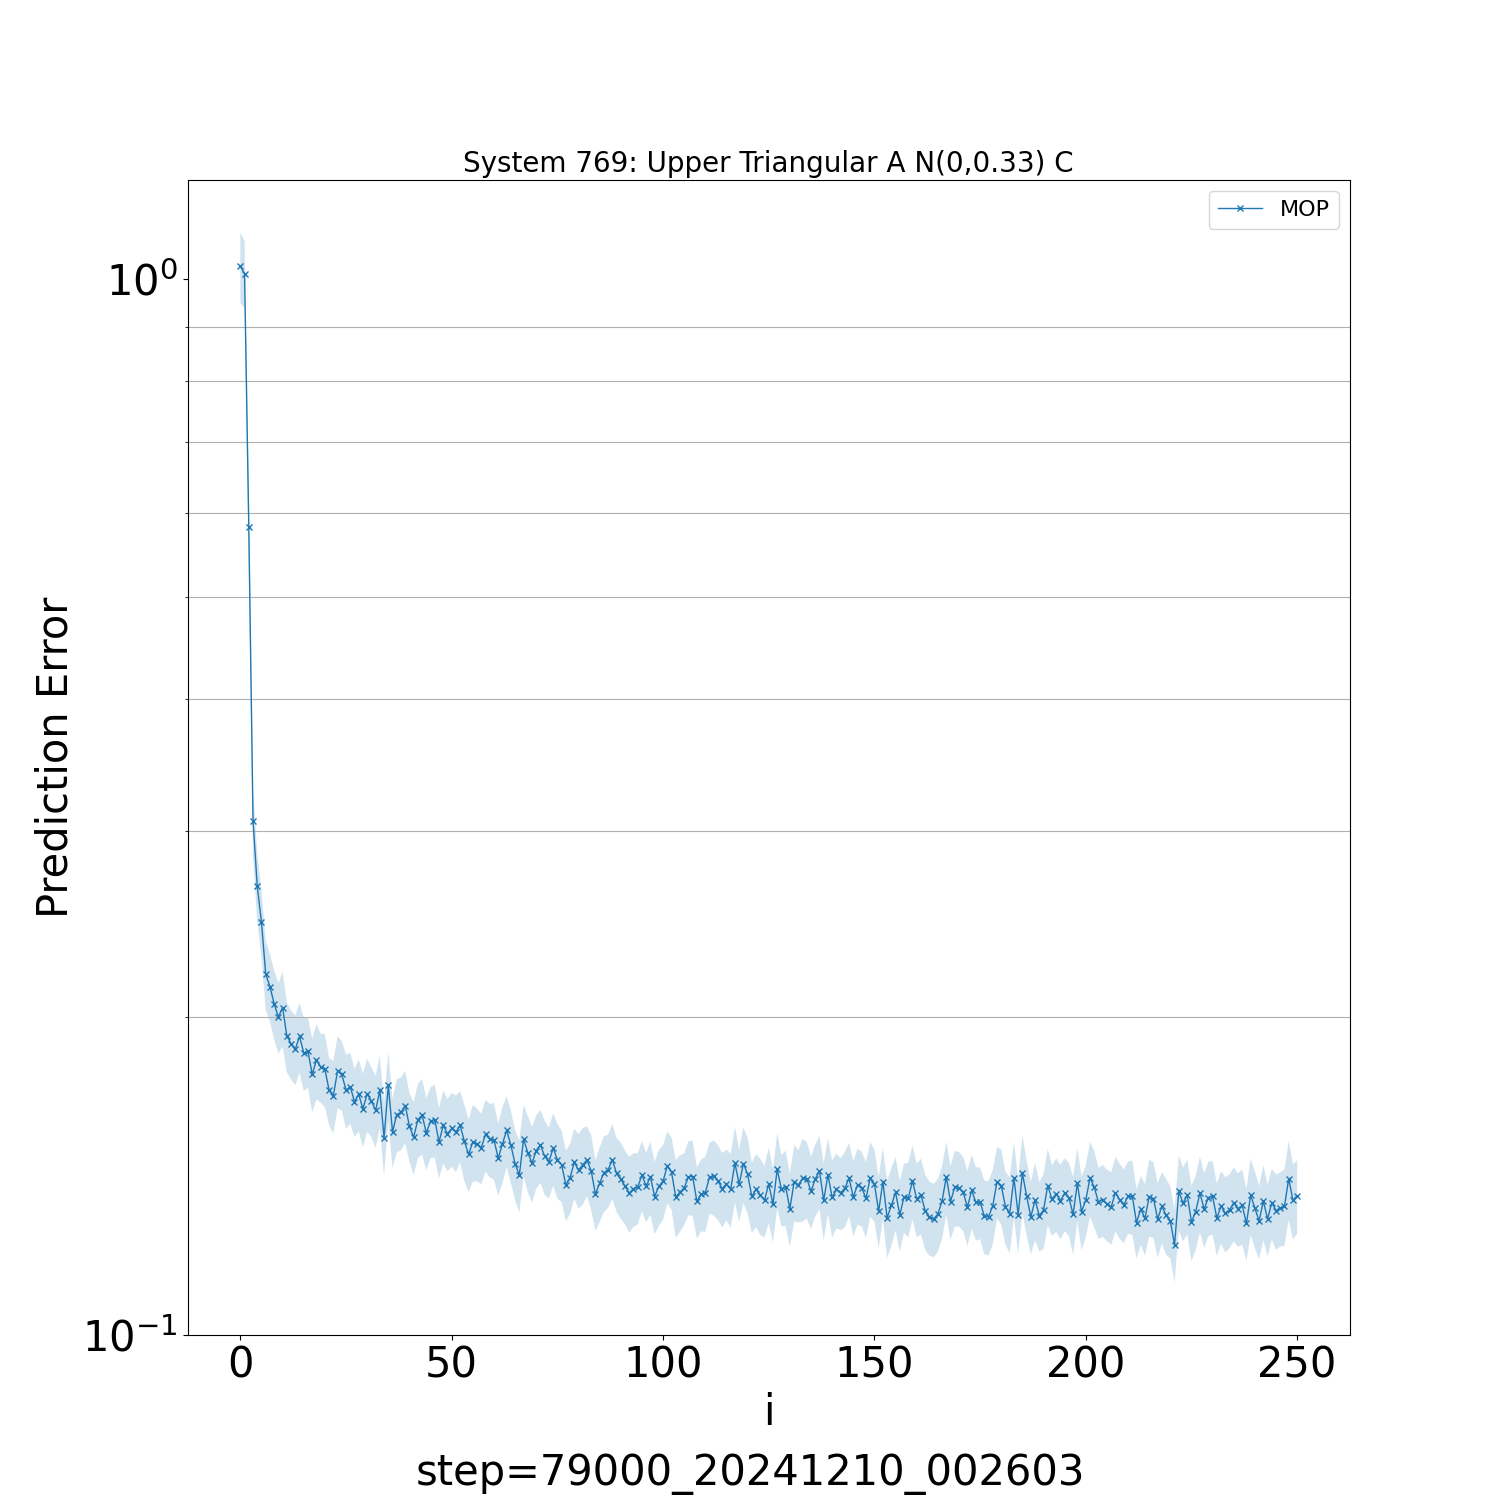 System 769: Upper Triangular A N(0,0.33) C
MOP
10⁰
10⁻¹
Prediction Error
0 50 100 150 200 250
i
step=79000_20241210_002603